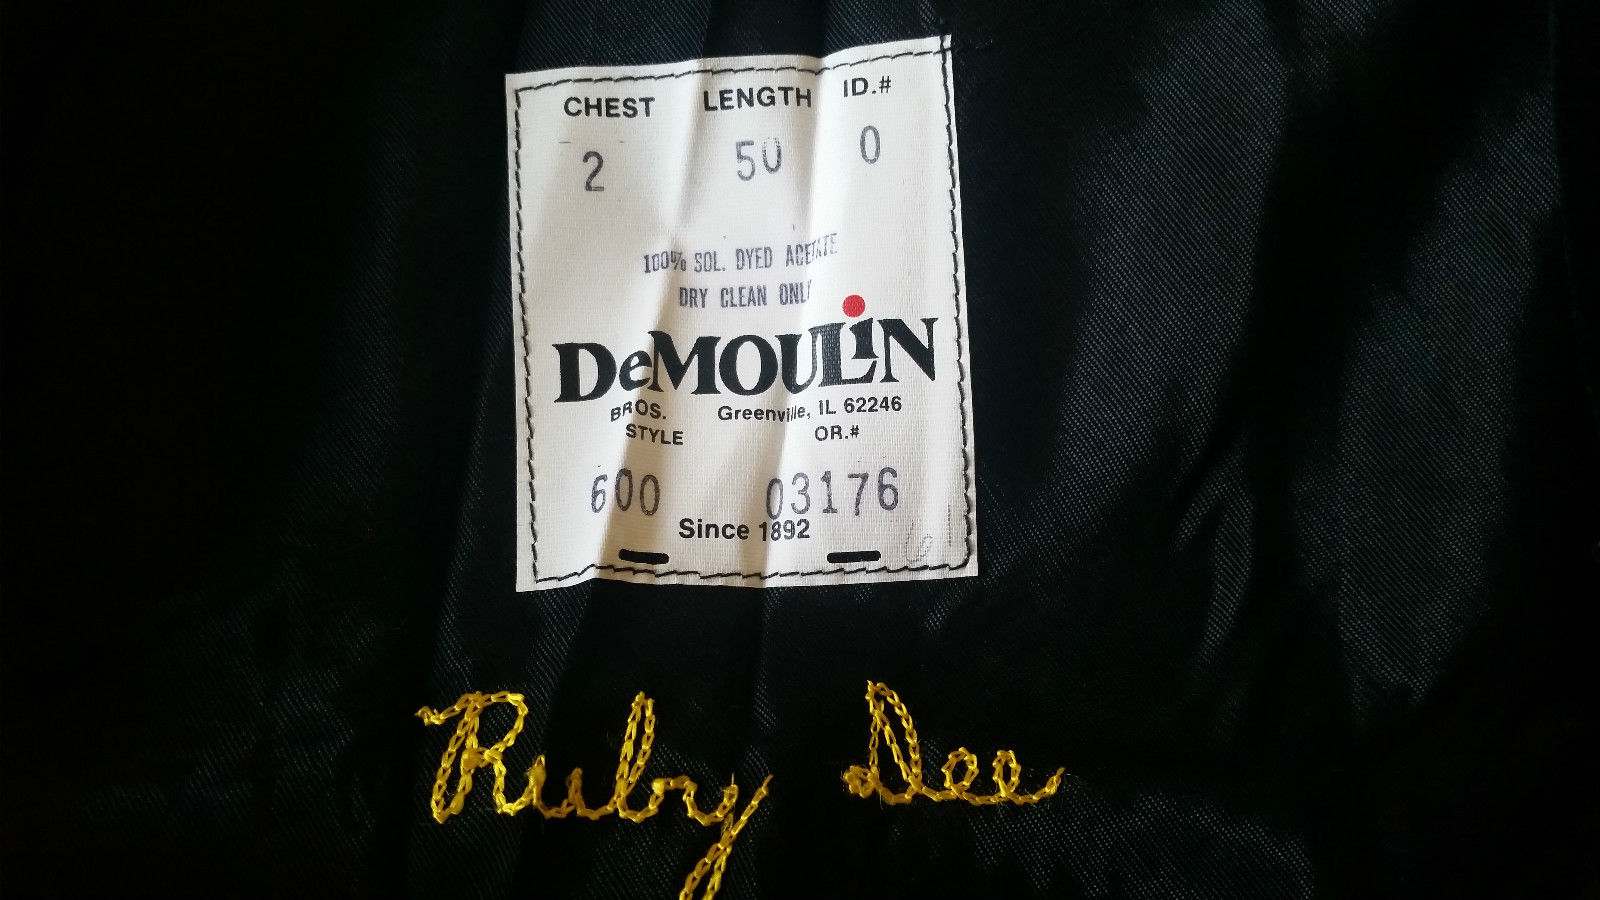 CHEST LENGTH ID.#
2 50 0
100% SOL. DYED ACETATE
DRY CLEAN ONLY
DeMOULiN
BROS. Greenville, IL 62246
STYLE OR.#
600 03176
Since 1892
Ruby Dee